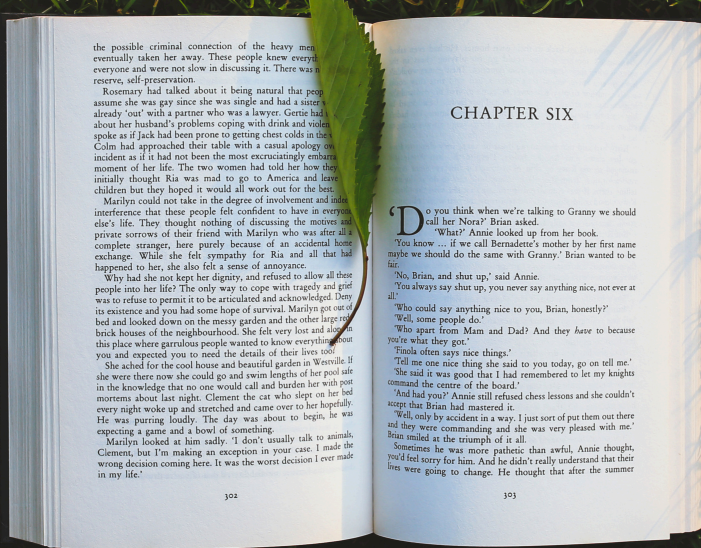 the possible criminal connection of the heavy men
eventually taken her away. These people knew everyth
everyone and were not slow in discussing it. There was n
reserve, self-preservation.
Rosemary had talked about it being natural that peop
assume she was gay since she was single and had a sister
already 'out' with a partner who was a lawyer. Gertie had
about her husband's problems coping with drink and violen
spoke as if Jack had been prone to getting chest colds in the
Colm had approached their table with a casual apology ov
incident as if it had not been the most excruciatingly embarra
moment of her life. The two women had told her how they
initially thought Ria was mad to go to America and leave
children but they hoped it would all work out for the best.
Marilyn could not take in the degree of involvement and indeed
interference that these people felt confident to have in everyone
else's life. They thought nothing of discussing the motives and
private sorrows of their friend with Marilyn who was after all a
complete stranger, here purely because of an accidental home
exchange. While she felt sympathy for Ria and all that had
happened to her, she also felt a sense of annoyance.
Why had she not kept her dignity, and refused to allow all these
people into her life? The only way to cope with tragedy and grief
was to refuse to permit it to be articulated and acknowledged. Deny
its existence and you had some hope of survival. Marilyn got out of
bed and looked down on the messy garden and the other large red
brick houses of the neighbourhood. She felt very lost and alone in
this place where garrulous people wanted to know everything about
you and expected you to need the details of their lives too.
She ached for the cool house and beautiful garden in Westville. If
she were there now she could go and swim lengths of her pool safe
in the knowledge that no one would call and burden her with post
mortems about last night. Clement the cat who slept on her bed
every night woke up and stretched and came over to her hopefully.
He was purring loudly. The day was about to begin, he was
expecting a game and a bowl of something.
Marilyn looked at him sadly. 'I don't usually talk to animals,
Clement, but I'm making an exception in your case. I made the
wrong decision coming here. It was the worst decision I ever made
in my life.'
302
CHAPTER SIX
'Do you think when we're talking to Granny we should
call her Nora?' Brian asked.
'What?' Annie looked up from her book.
'You know ... if we call Bernadette's mother by her first name
maybe we should do the same with Granny.' Brian wanted to be
fair.
'No, Brian, and shut up,' said Annie.
'You always say shut up, you never say anything nice, not ever at
all.'
'Who could say anything nice to you, Brian, honestly?'
'Well, some people do.'
'Who apart from Mam and Dad? And they have to because
you're what they got.'
'Finola often says nice things.'
'Tell me one nice thing she said to you today, go on tell me.'
'She said it was good that I had remembered to let my knights
command the centre of the board.'
'And had you?' Annie still refused chess lessons and she couldn't
accept that Brian had mastered it.
'Well, only by accident in a way. I just sort of put them out there
and they were commanding and she was very pleased with me.'
Brian smiled at the triumph of it all.
Sometimes he was more pathetic than awful, Annie thought,
you'd feel sorry for him. And he didn't really understand that their
lives were going to change. He thought that after the summer
303